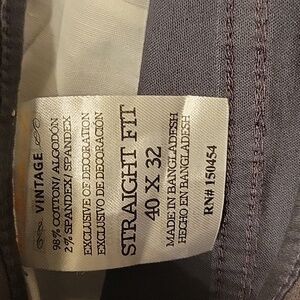 VINTAGE
98% COTTON / ALGODÓN
2% SPANDEX / SPANDEX
EXCLUSIVE OF DECORATION
EXCLUSIVO DE DECORACIÓN
STRAIGHT FIT
40 X 32
MADE IN BANGLADESH
HECHO EN BANGLADESH
RN# 150454